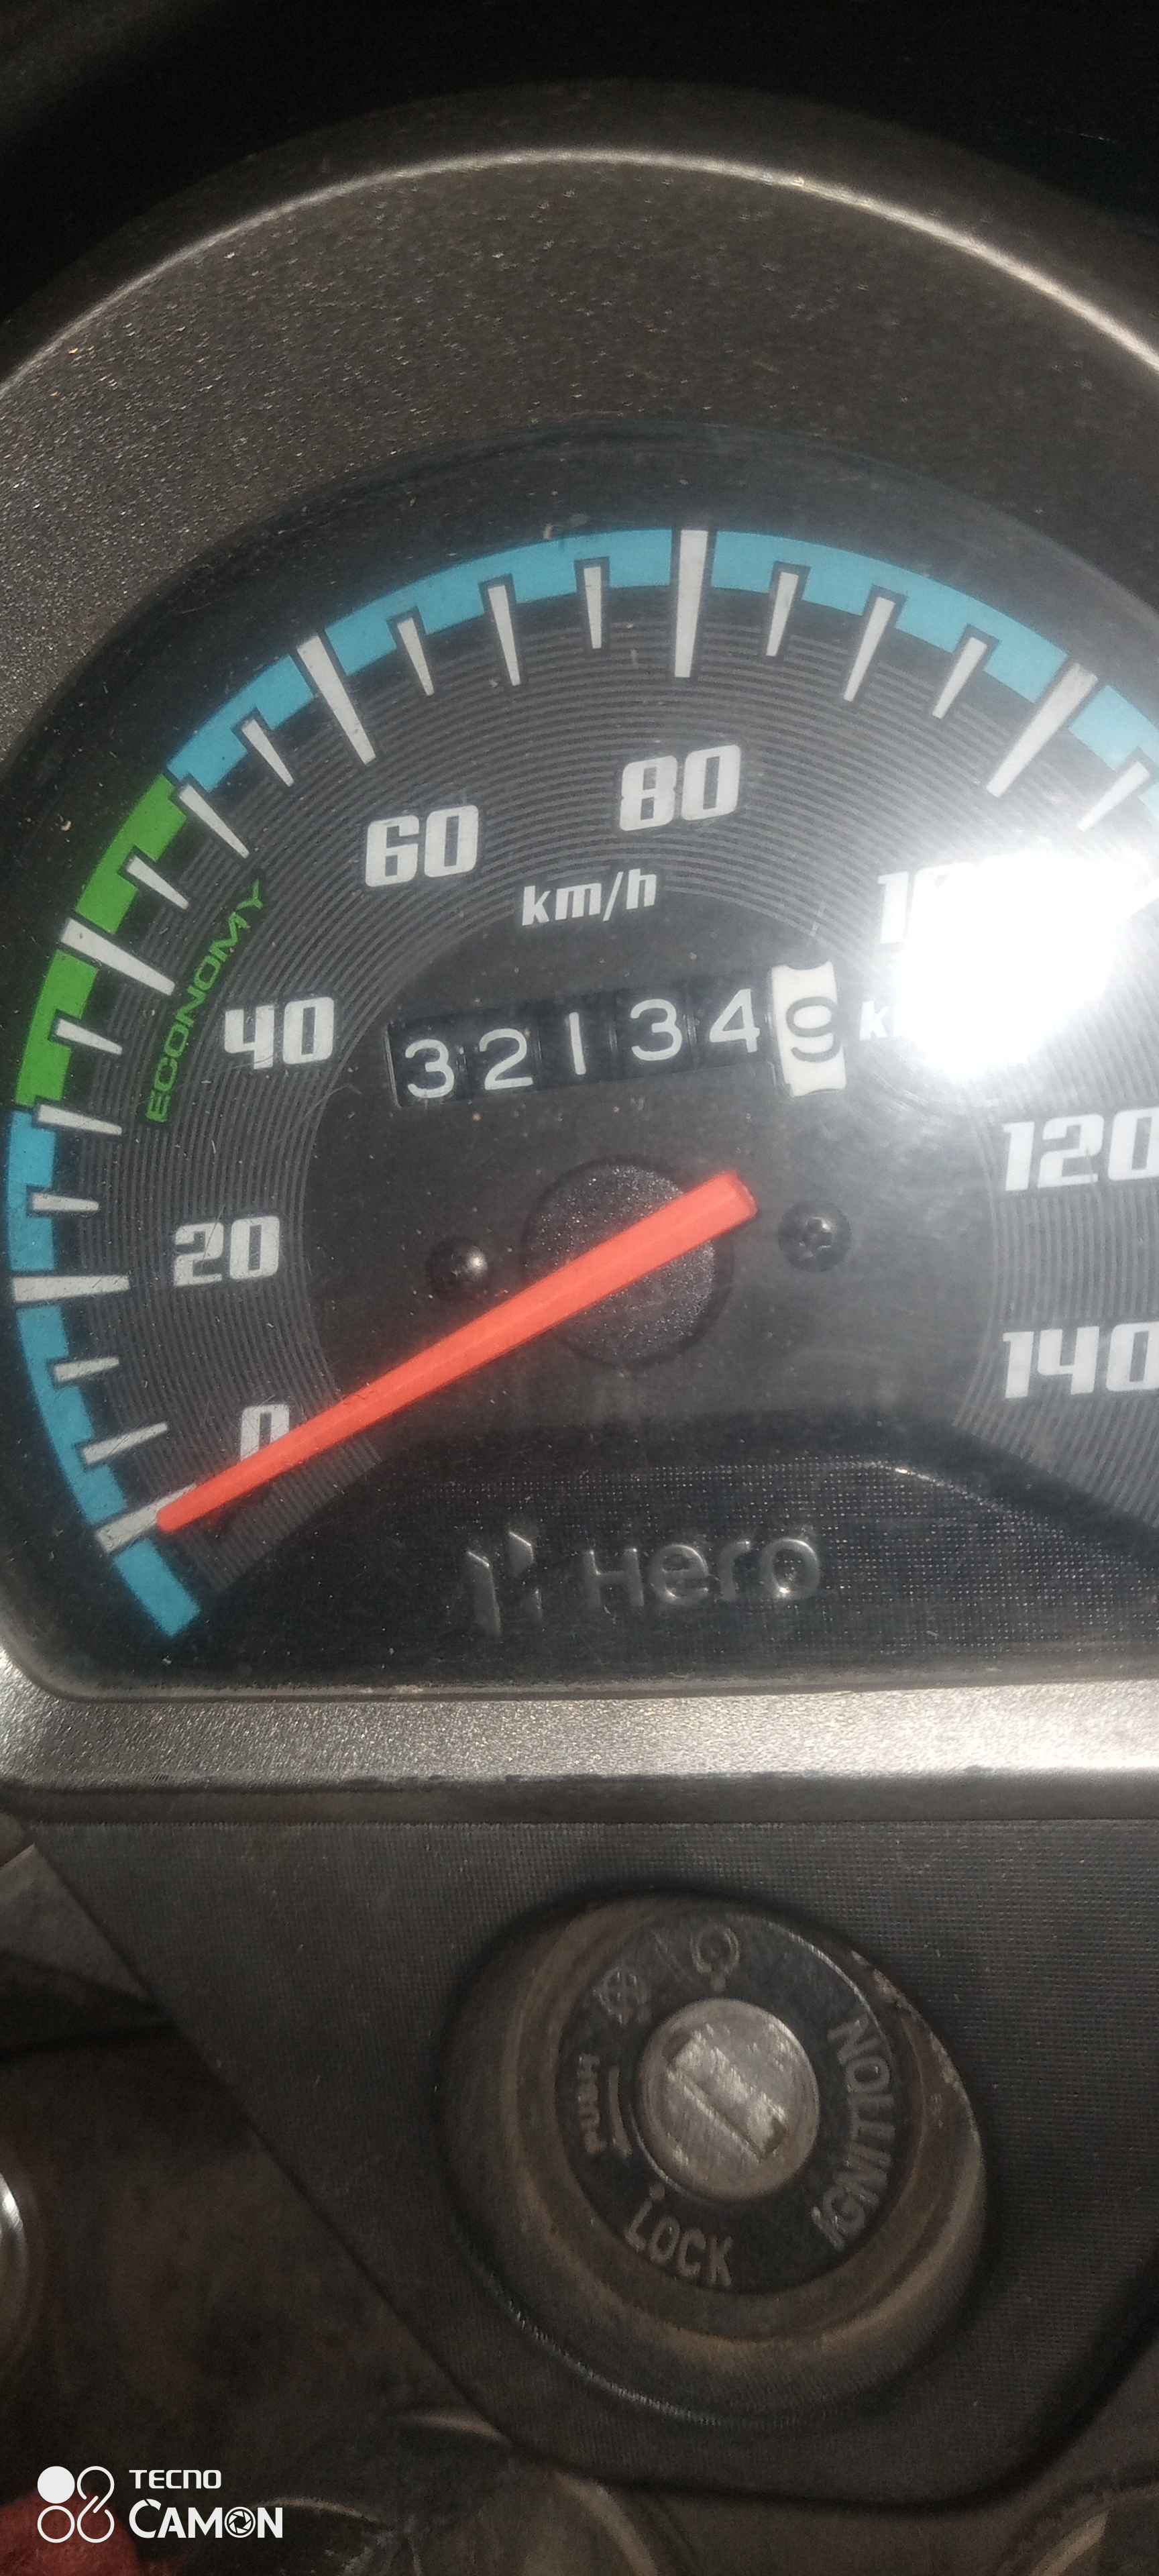 60
80
km/h
ECONOMY
40
321349
120
20
140
0
Hero
IGNITION
LOCK
TECNO
CAMON